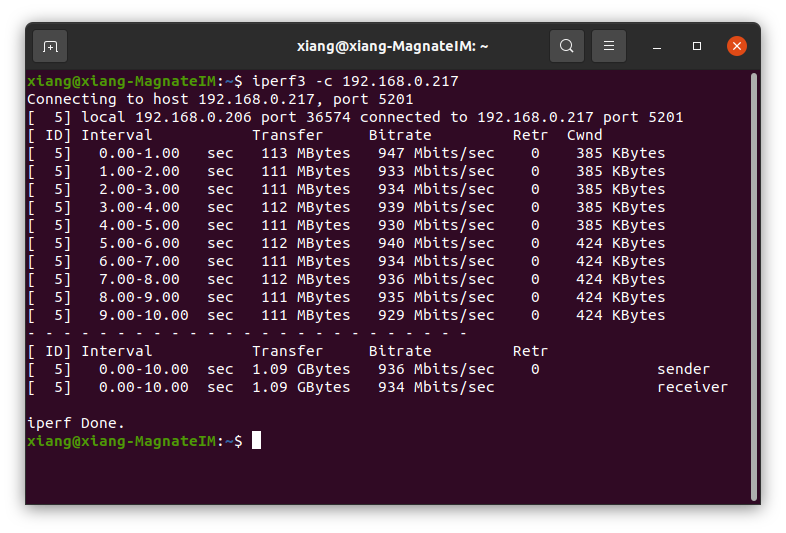 xiang@xiang-MagnateIM: ~
xiang@xiang-MagnateIM:~$ iperf3 -c 192.168.0.217
Connecting to host 192.168.0.217, port 5201
[  5] local 192.168.0.206 port 36574 connected to 192.168.0.217 port 5201
[ ID] Interval           Transfer     Bitrate         Retr  Cwnd
[  5]   0.00-1.00   sec   113 MBytes   947 Mbits/sec    0    385 KBytes
[  5]   1.00-2.00   sec   111 MBytes   933 Mbits/sec    0    385 KBytes
[  5]   2.00-3.00   sec   111 MBytes   934 Mbits/sec    0    385 KBytes
[  5]   3.00-4.00   sec   112 MBytes   939 Mbits/sec    0    385 KBytes
[  5]   4.00-5.00   sec   111 MBytes   930 Mbits/sec    0    385 KBytes
[  5]   5.00-6.00   sec   112 MBytes   940 Mbits/sec    0    424 KBytes
[  5]   6.00-7.00   sec   111 MBytes   934 Mbits/sec    0    424 KBytes
[  5]   7.00-8.00   sec   112 MBytes   936 Mbits/sec    0    424 KBytes
[  5]   8.00-9.00   sec   111 MBytes   935 Mbits/sec    0    424 KBytes
[  5]   9.00-10.00  sec   111 MBytes   929 Mbits/sec    0    424 KBytes
- - - - - - - - - - - - - - - - - - - - - - - - -
[ ID] Interval           Transfer     Bitrate         Retr
[  5]   0.00-10.00  sec  1.09 GBytes   936 Mbits/sec    0             sender
[  5]   0.00-10.00  sec  1.09 GBytes   934 Mbits/sec                  receiver
iperf Done.
xiang@xiang-MagnateIM:~$